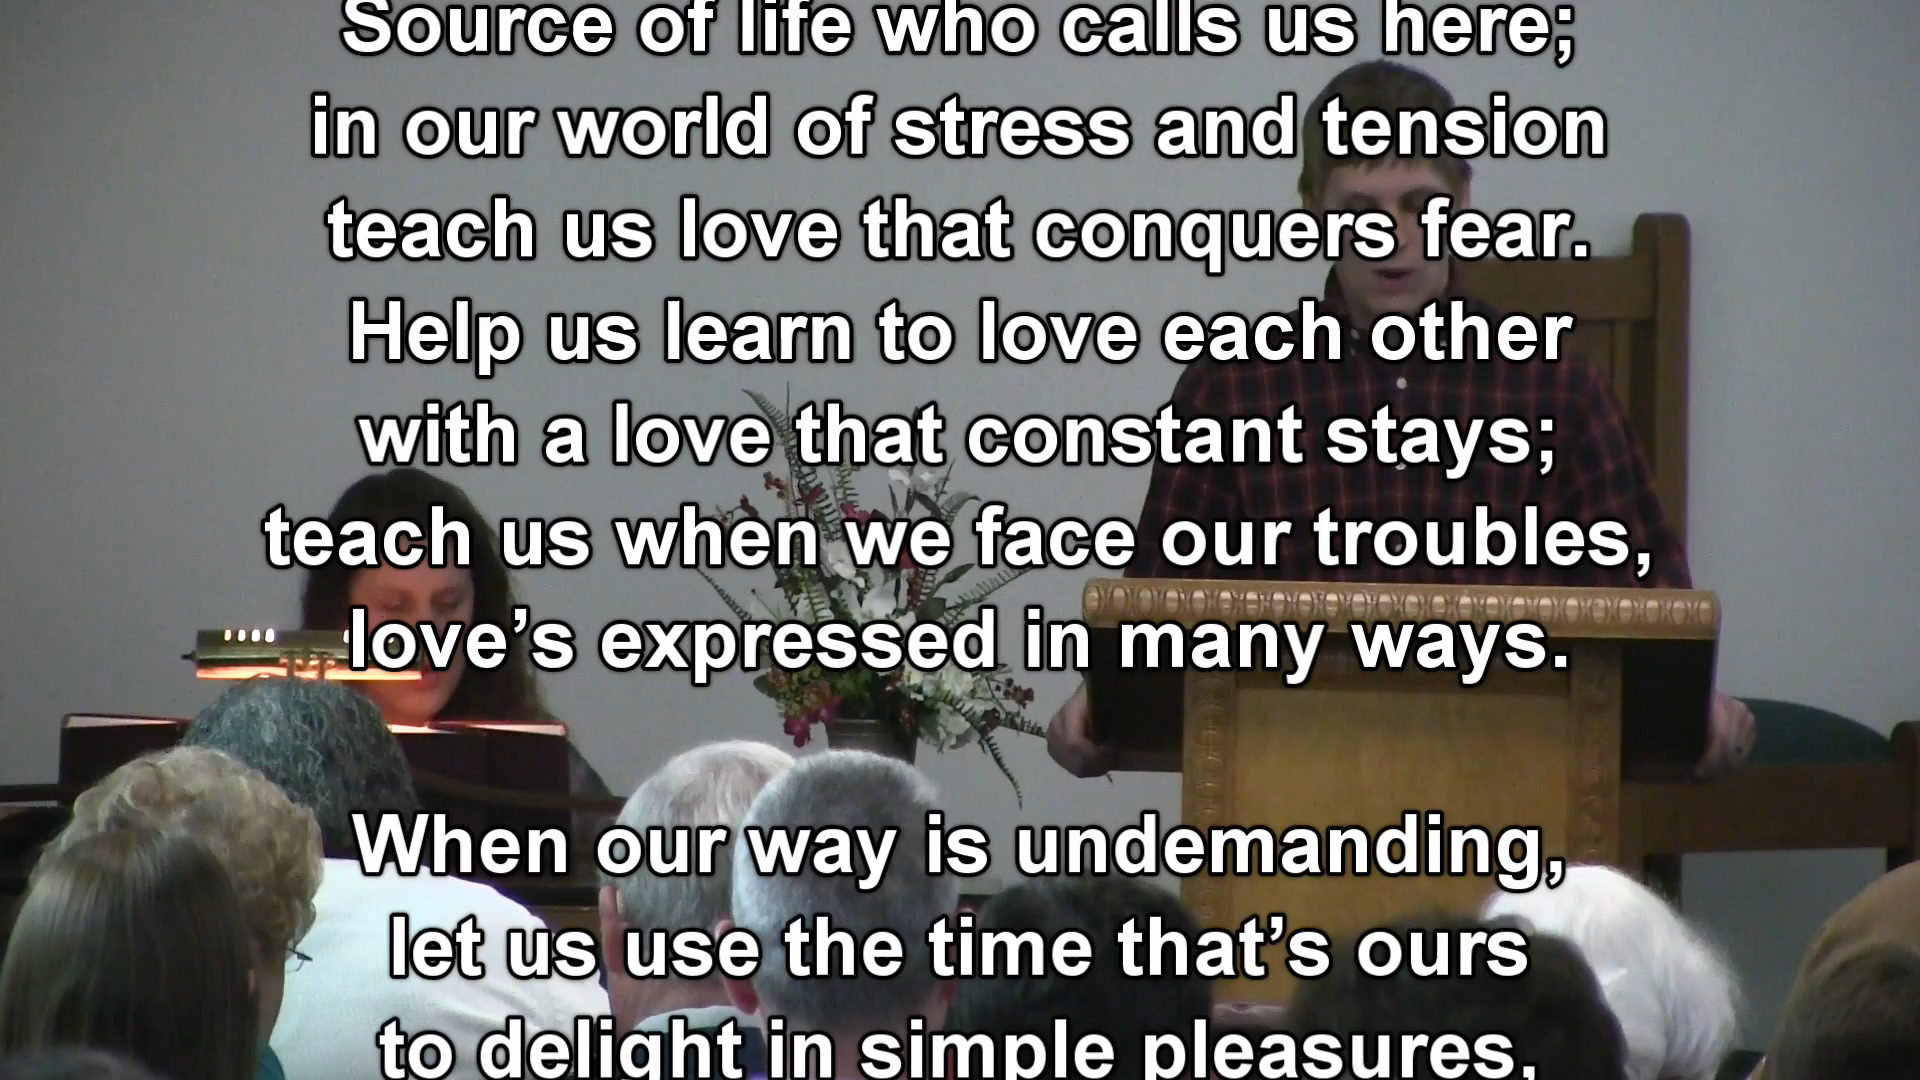 Source of life who calls us here;
in our world of stress and tension
teach us love that conquers fear.
Help us learn to love each other
with a love that constant stays;
teach us when we face our troubles,
love’s expressed in many ways.
When our way is undemanding,
let us use the time that’s ours
to delight in simple pleasures,